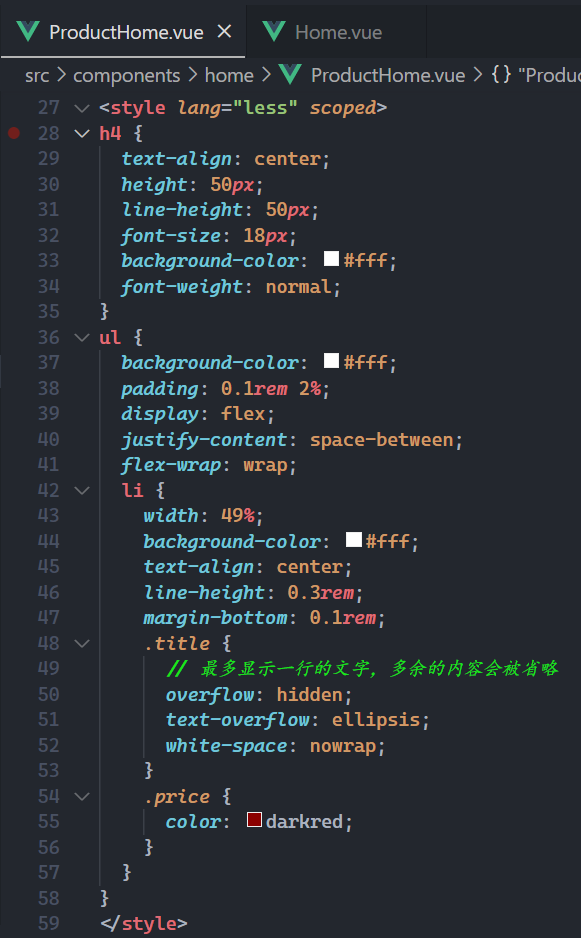 ProductHome.vue
Home.vue
src > components > home > ProductHome.vue > {} "Produ
27 <style lang="less" scoped>
28 h4 {
29 text-align: center;
30 height: 50px;
31 line-height: 50px;
32 font-size: 18px;
33 background-color: #fff;
34 font-weight: normal;
35 }
36 ul {
37 background-color: #fff;
38 padding: 0.1rem 2%;
39 display: flex;
40 justify-content: space-between;
41 flex-wrap: wrap;
42 li {
43 width: 49%;
44 background-color: #fff;
45 text-align: center;
46 line-height: 0.3rem;
47 margin-bottom: 0.1rem;
48 .title {
49 // 最多显示一行的文字，多余的内容会被省略
50 overflow: hidden;
51 text-overflow: ellipsis;
52 white-space: nowrap;
53 }
54 .price {
55 color: darkred;
56 }
57 }
58 }
59 </style>